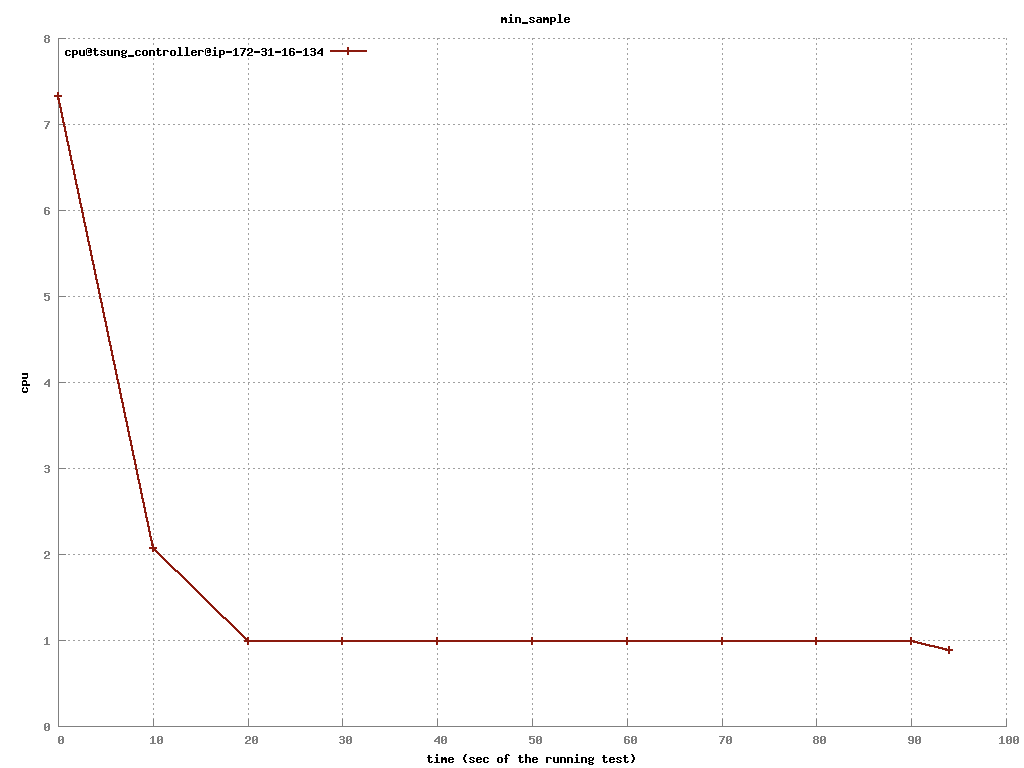 min_sample
8
cpu@tsung_controller@ip-172-31-16-134
7
6
5
4
cpu
3
2
1
0
0 10 20 30 40 50 60 70 80 90 100
time (sec of the running test)